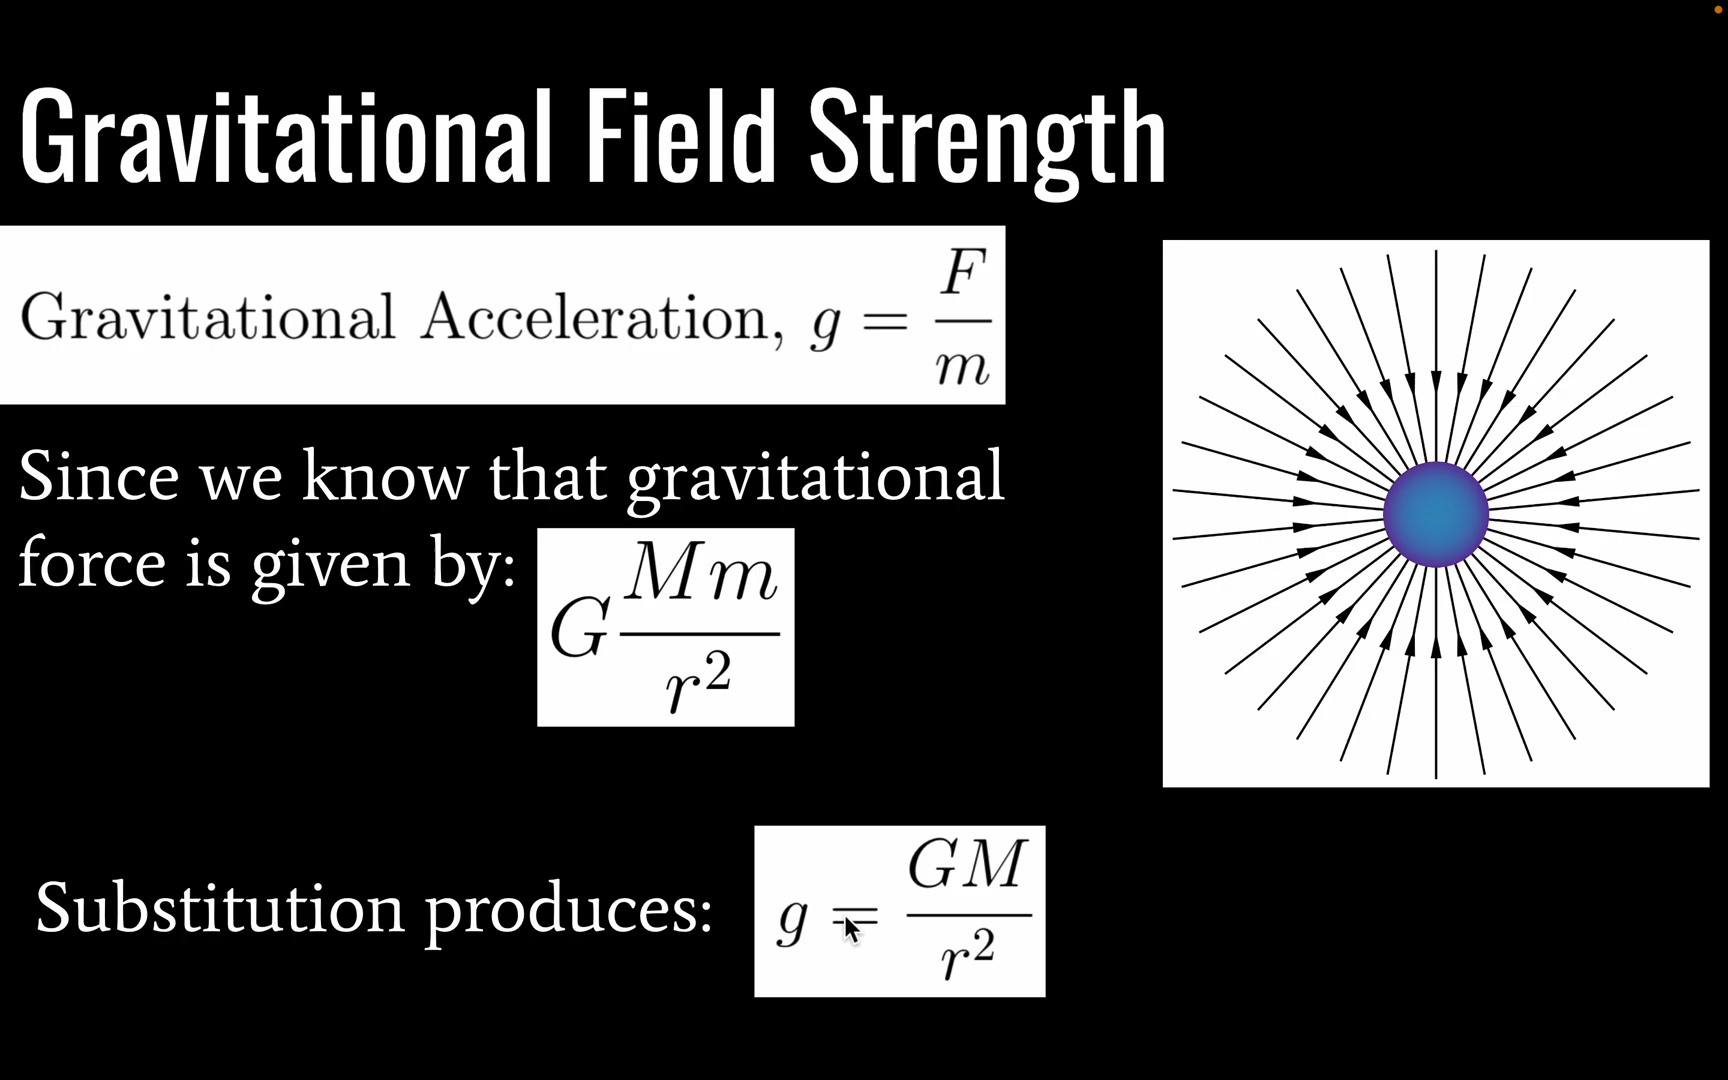 Gravitational Field Strength
Gravitational Acceleration, g = F/m
Since we know that gravitational
force is given by: G Mm/r²
Substitution produces: g = GM/r²